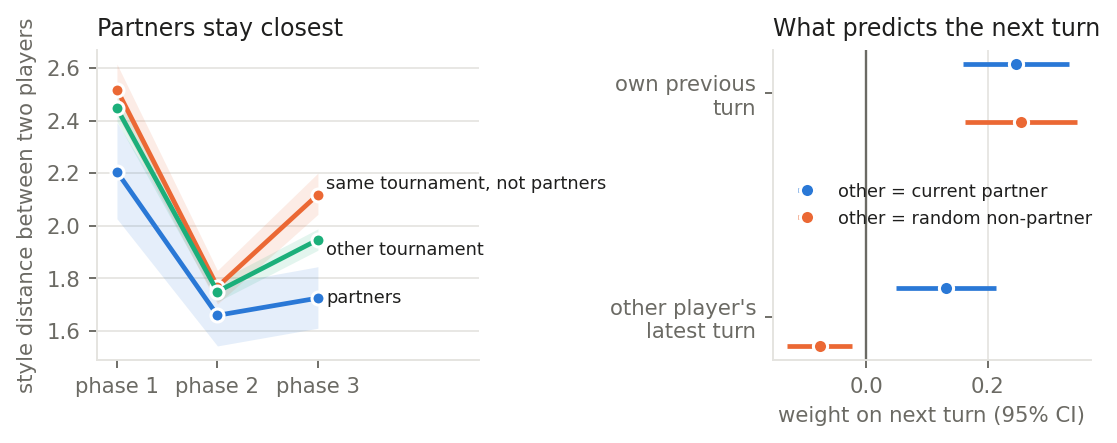 Partners stay closest
style distance between two players
2.6
2.4
2.2
2.0
1.8
1.6
phase 1
phase 2
phase 3
same tournament, not partners
other tournament
partners
What predicts the next turn
own previous
turn
other player's
latest turn
other = current partner
other = random non-partner
0.0
0.2
weight on next turn (95% CI)